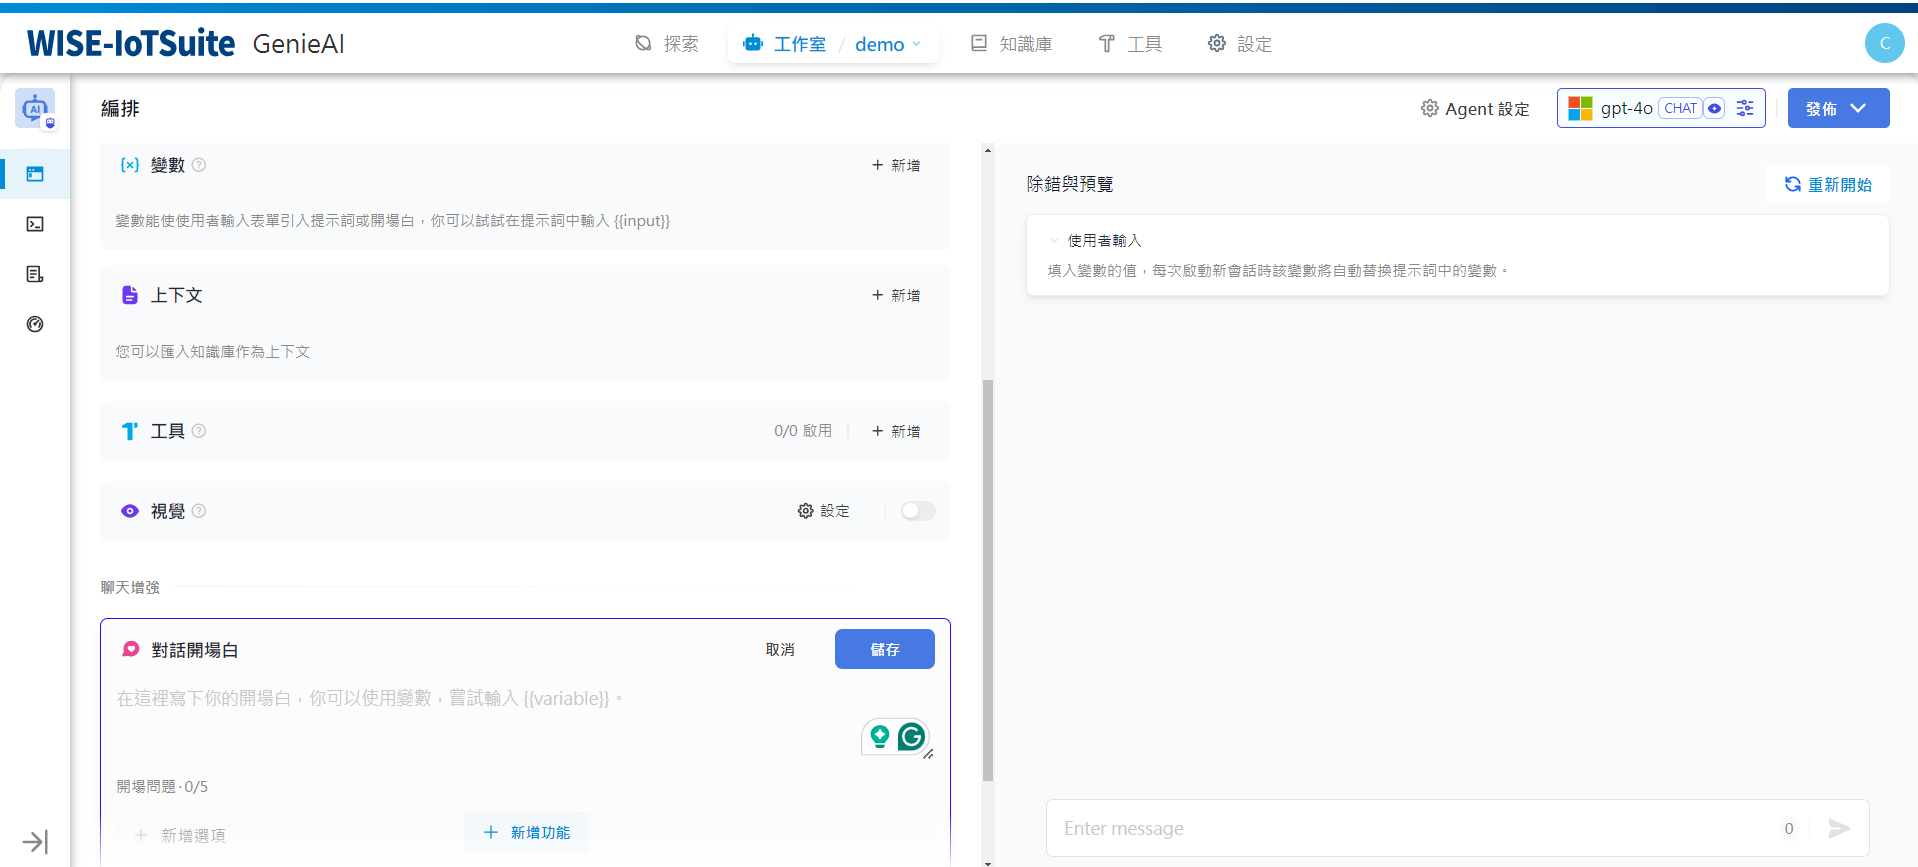 WISE-IoTSuite GenieAI 探索 工作室 / demo 知識庫 工具 設定 C
編排 Agent 設定 gpt-4o CHAT 發佈
{x} 變數 + 新增
變數能使使用者輸入表單引入提示詞或開場白，你可以試試在提示詞中輸入 {{input}}
上下文 + 新增
您可以匯入知識庫作為上下文
工具 0/0 啟用 + 新增
視覺 設定
聊天增強
對話開場白 取消 儲存
在這裡寫下你的開場白，你可以使用變數，嘗試輸入 {{variable}}。
開場問題·0/5
+ 新增選項
+ 新增功能
除錯與預覽 重新開始
使用者輸入
填入變數的值，每次啟動新會話時該變數將自動替換提示詞中的變數。
Enter message 0